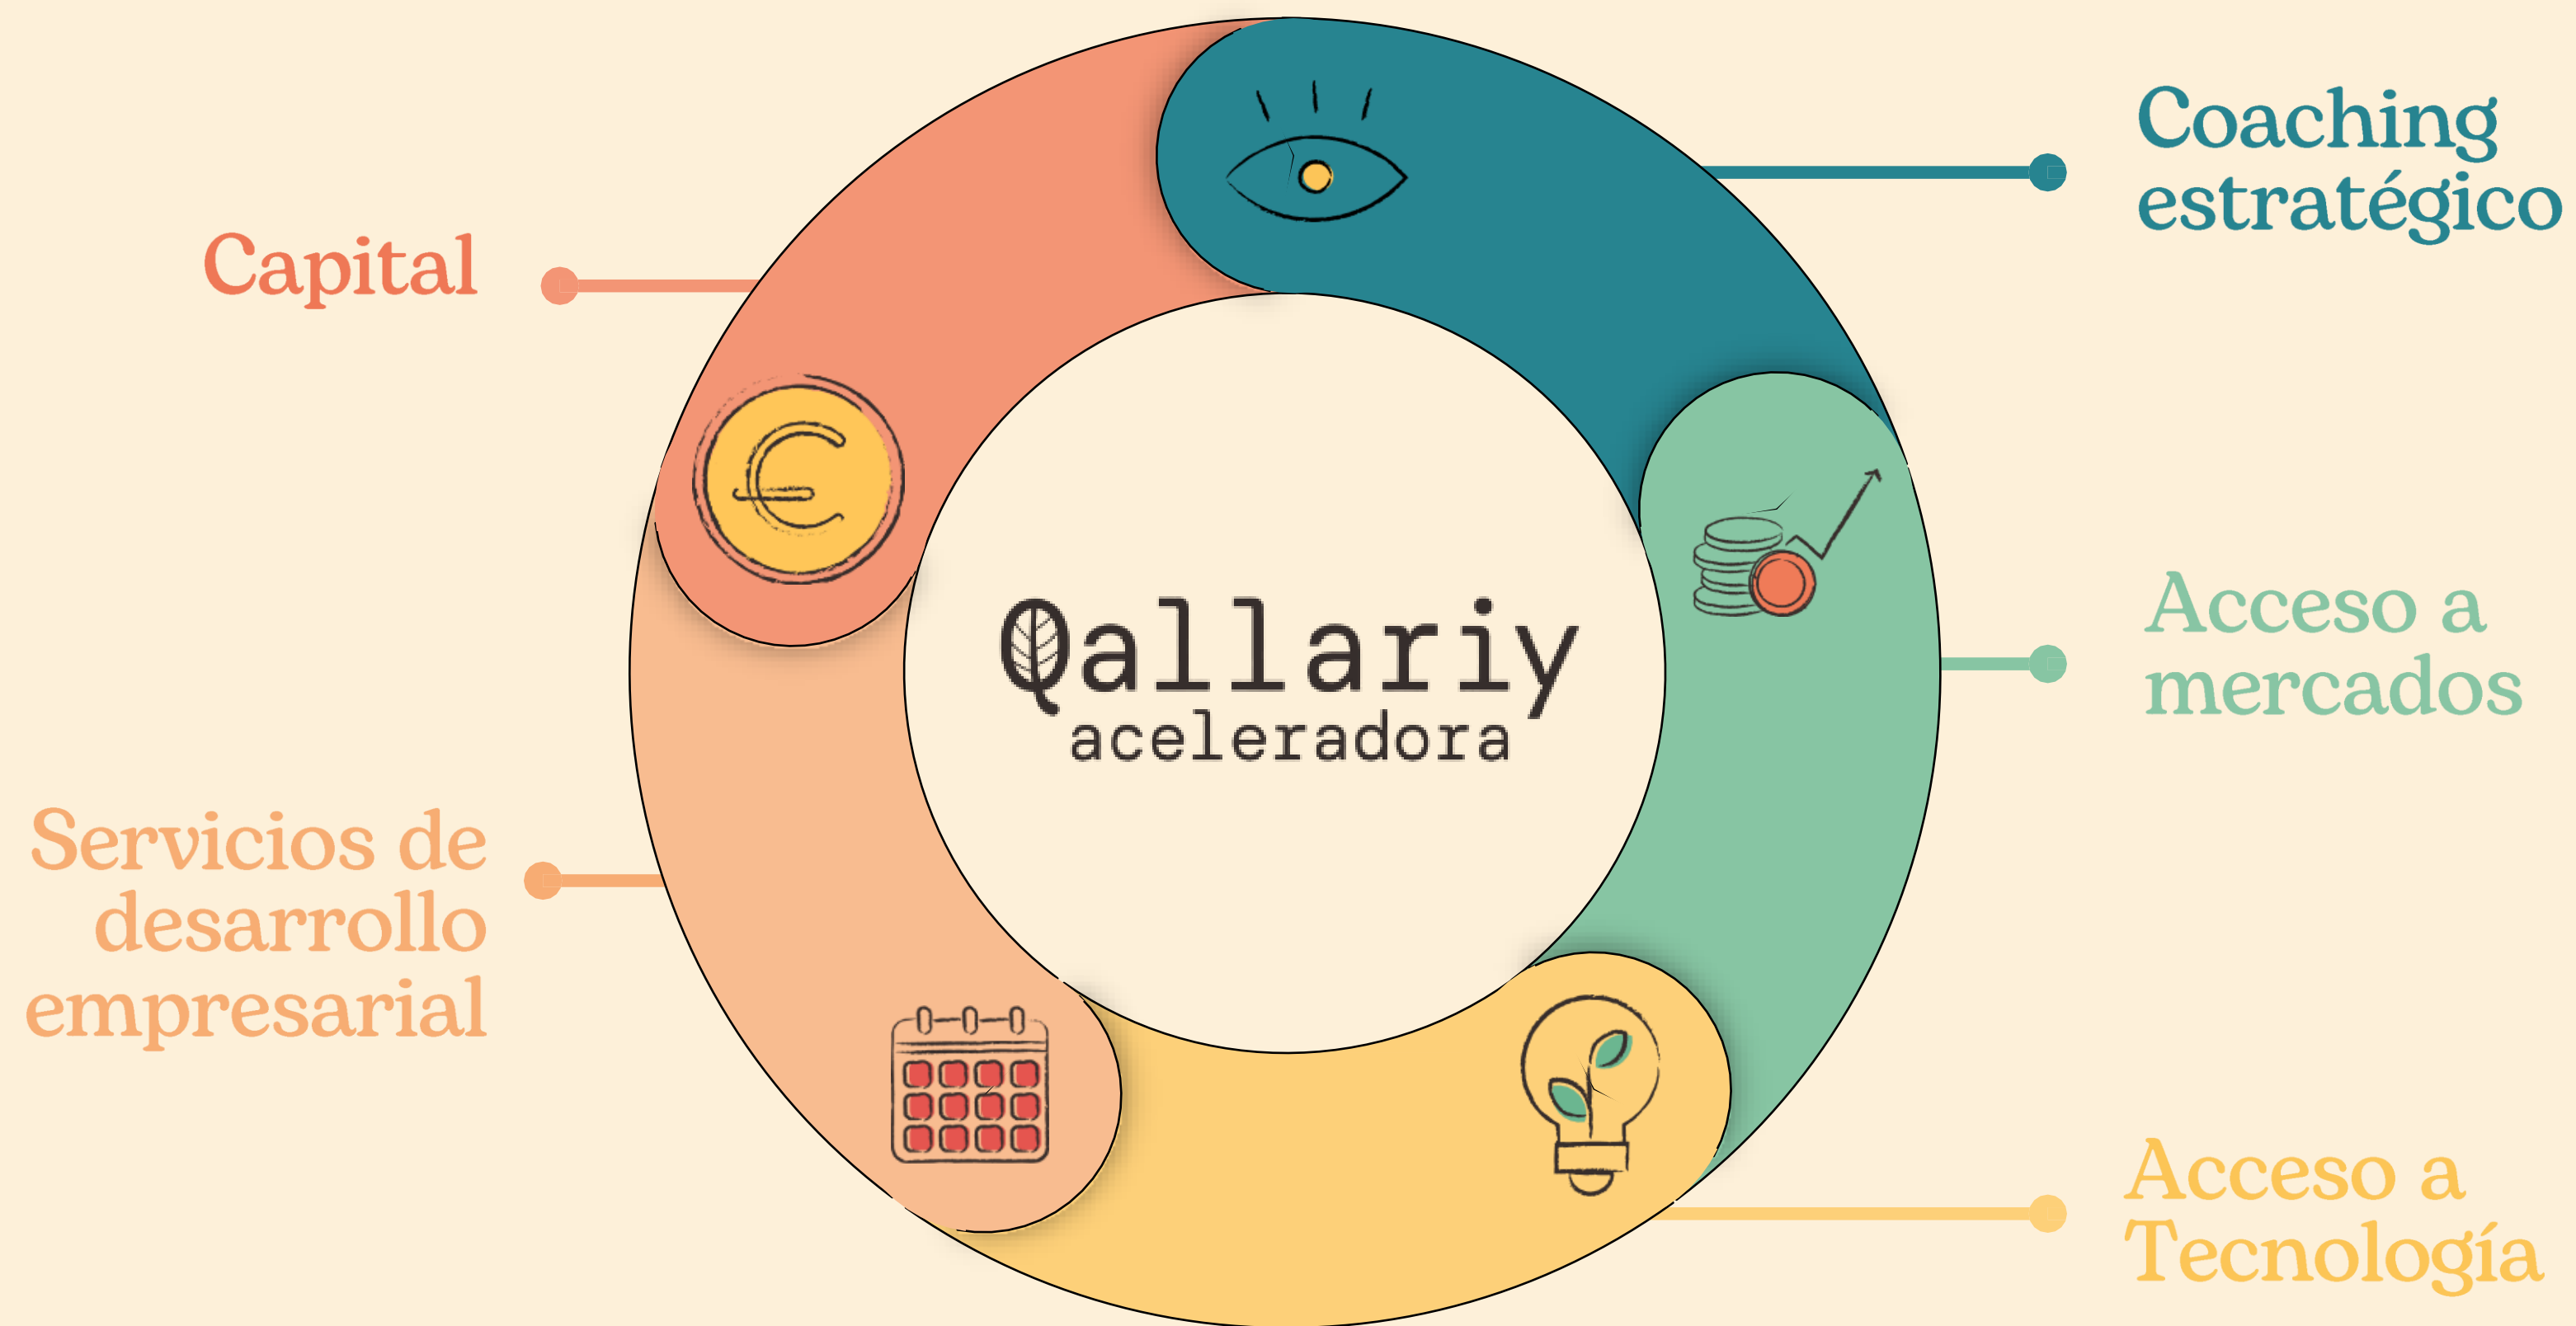 Coaching
estratégico
Capital
Acceso a
mercados
Qallariy
aceleradora
Servicios de
desarrollo
empresarial
Acceso a
Tecnología